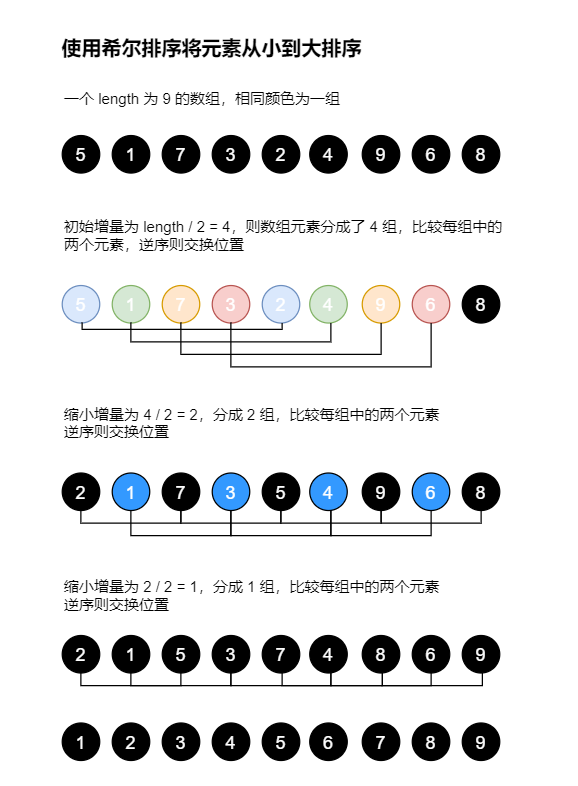 使用希尔排序将元素从小到大排序
一个 length 为 9 的数组，相同颜色为一组
5 1 7 3 2 4 9 6 8
初始增量为 length / 2 = 4，则数组元素分成了 4 组，比较每组中的
两个元素，逆序则交换位置
5 1 7 3 2 4 9 6 8
缩小增量为 4 / 2 = 2，分成 2 组，比较每组中的两个元素
逆序则交换位置
2 1 7 3 5 4 9 6 8
缩小增量为 2 / 2 = 1，分成 1 组，比较每组中的两个元素
逆序则交换位置
2 1 5 3 7 4 8 6 9
1 2 3 4 5 6 7 8 9